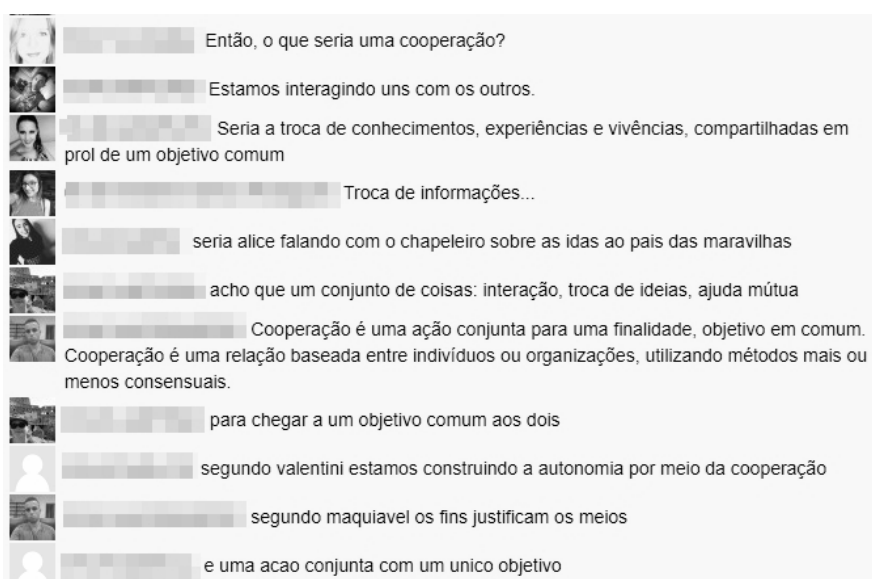 Então, o que seria uma cooperação?
Estamos interagindo uns com os outros.
Seria a troca de conhecimentos, experiências e vivências, compartilhadas em
prol de um objetivo comum
Troca de informações...
seria alice falando com o chapeleiro sobre as idas ao pais das maravilhas
acho que um conjunto de coisas: interação, troca de ideias, ajuda mútua
Cooperação é uma ação conjunta para uma finalidade, objetivo em comum.
Cooperação é uma relação baseada entre indivíduos ou organizações, utilizando métodos mais ou
menos consensuais.
para chegar a um objetivo comum aos dois
segundo valentini estamos construindo a autonomia por meio da cooperação
segundo maquiavel os fins justificam os meios
e uma acao conjunta com um unico objetivo